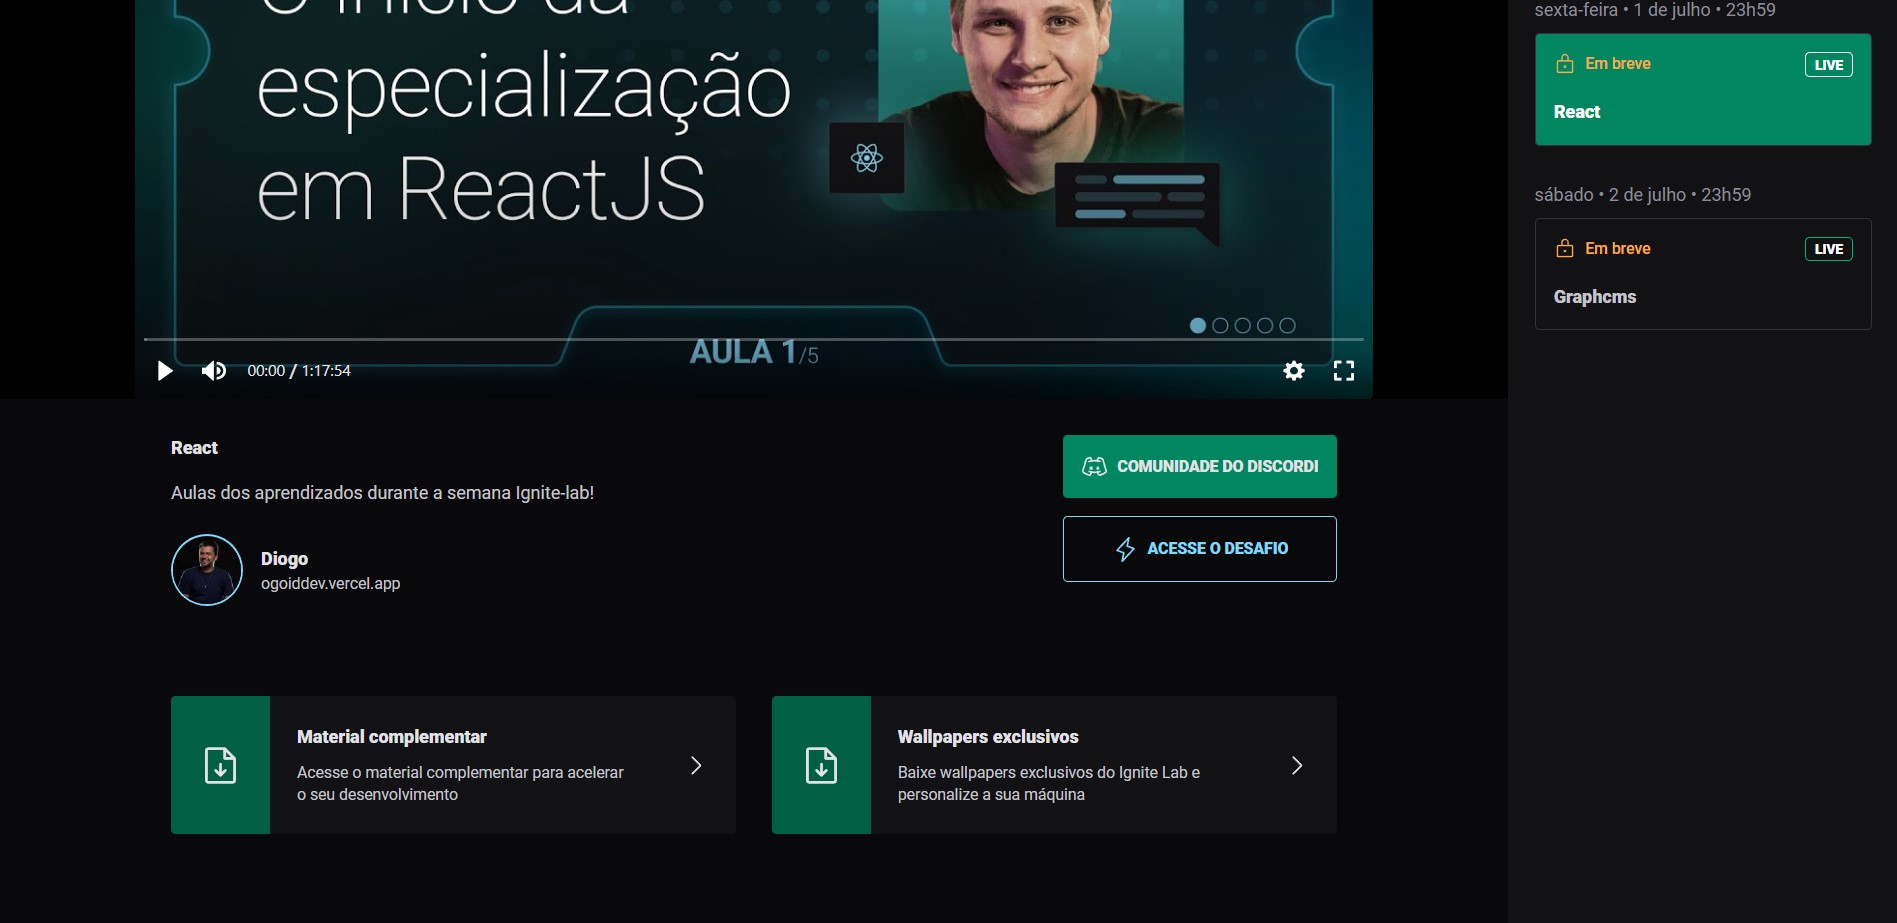 O início da
especialização
em ReactJS
AULA 1/5
00:00 / 1:17:54
React
Aulas dos aprendizados durante a semana Ignite-lab!
Diogo
ogoiddev.vercel.app
COMUNIDADE DO DISCORDI
ACESSE O DESAFIO
Material complementar
Acesse o material complementar para acelerar
o seu desenvolvimento
Wallpapers exclusivos
Baixe wallpapers exclusivos do Ignite Lab e
personalize a sua máquina
sexta-feira • 1 de julho • 23h59
Em breve
LIVE
React
sábado • 2 de julho • 23h59
Em breve
LIVE
Graphcms